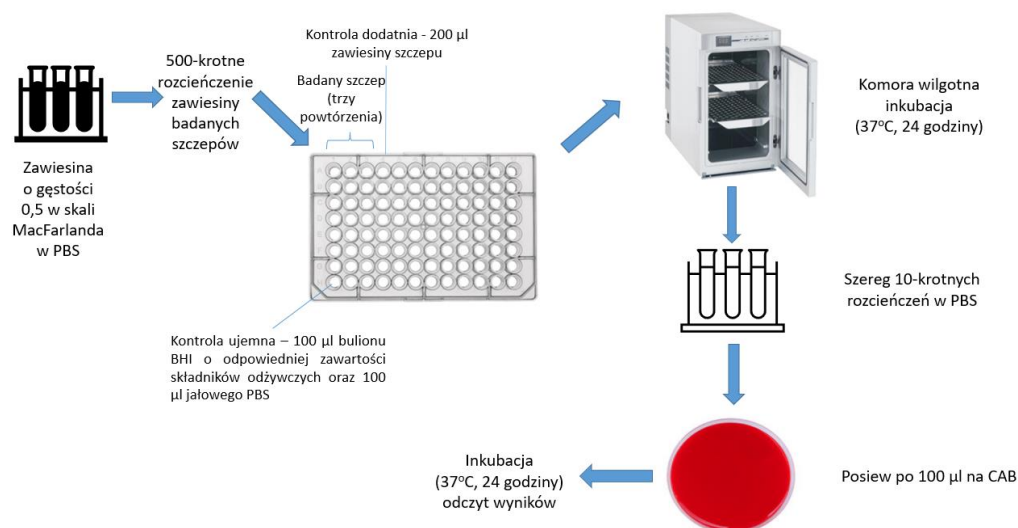 Zawiesina
o gęstości
0,5 w skali
MacFarlanda
w PBS
500-krotne
rozcieńczenie
zawiesiny
badanych
szczepów
Kontrola dodatnia - 200 µl
zawiesiny szczepu
Badany szczep
(trzy
powtórzenia)
Kontrola ujemna – 100 µl bulionu
BHI o odpowiedniej zawartości
składników odżywczych oraz 100
µl jałowego PBS
Komora wilgotna
inkubacja
(37°C, 24 godziny)
Szereg 10-krotnych
rozcieńczeń w PBS
Posiew po 100 µl na CAB
Inkubacja
(37°C, 24 godziny)
odczyt wyników